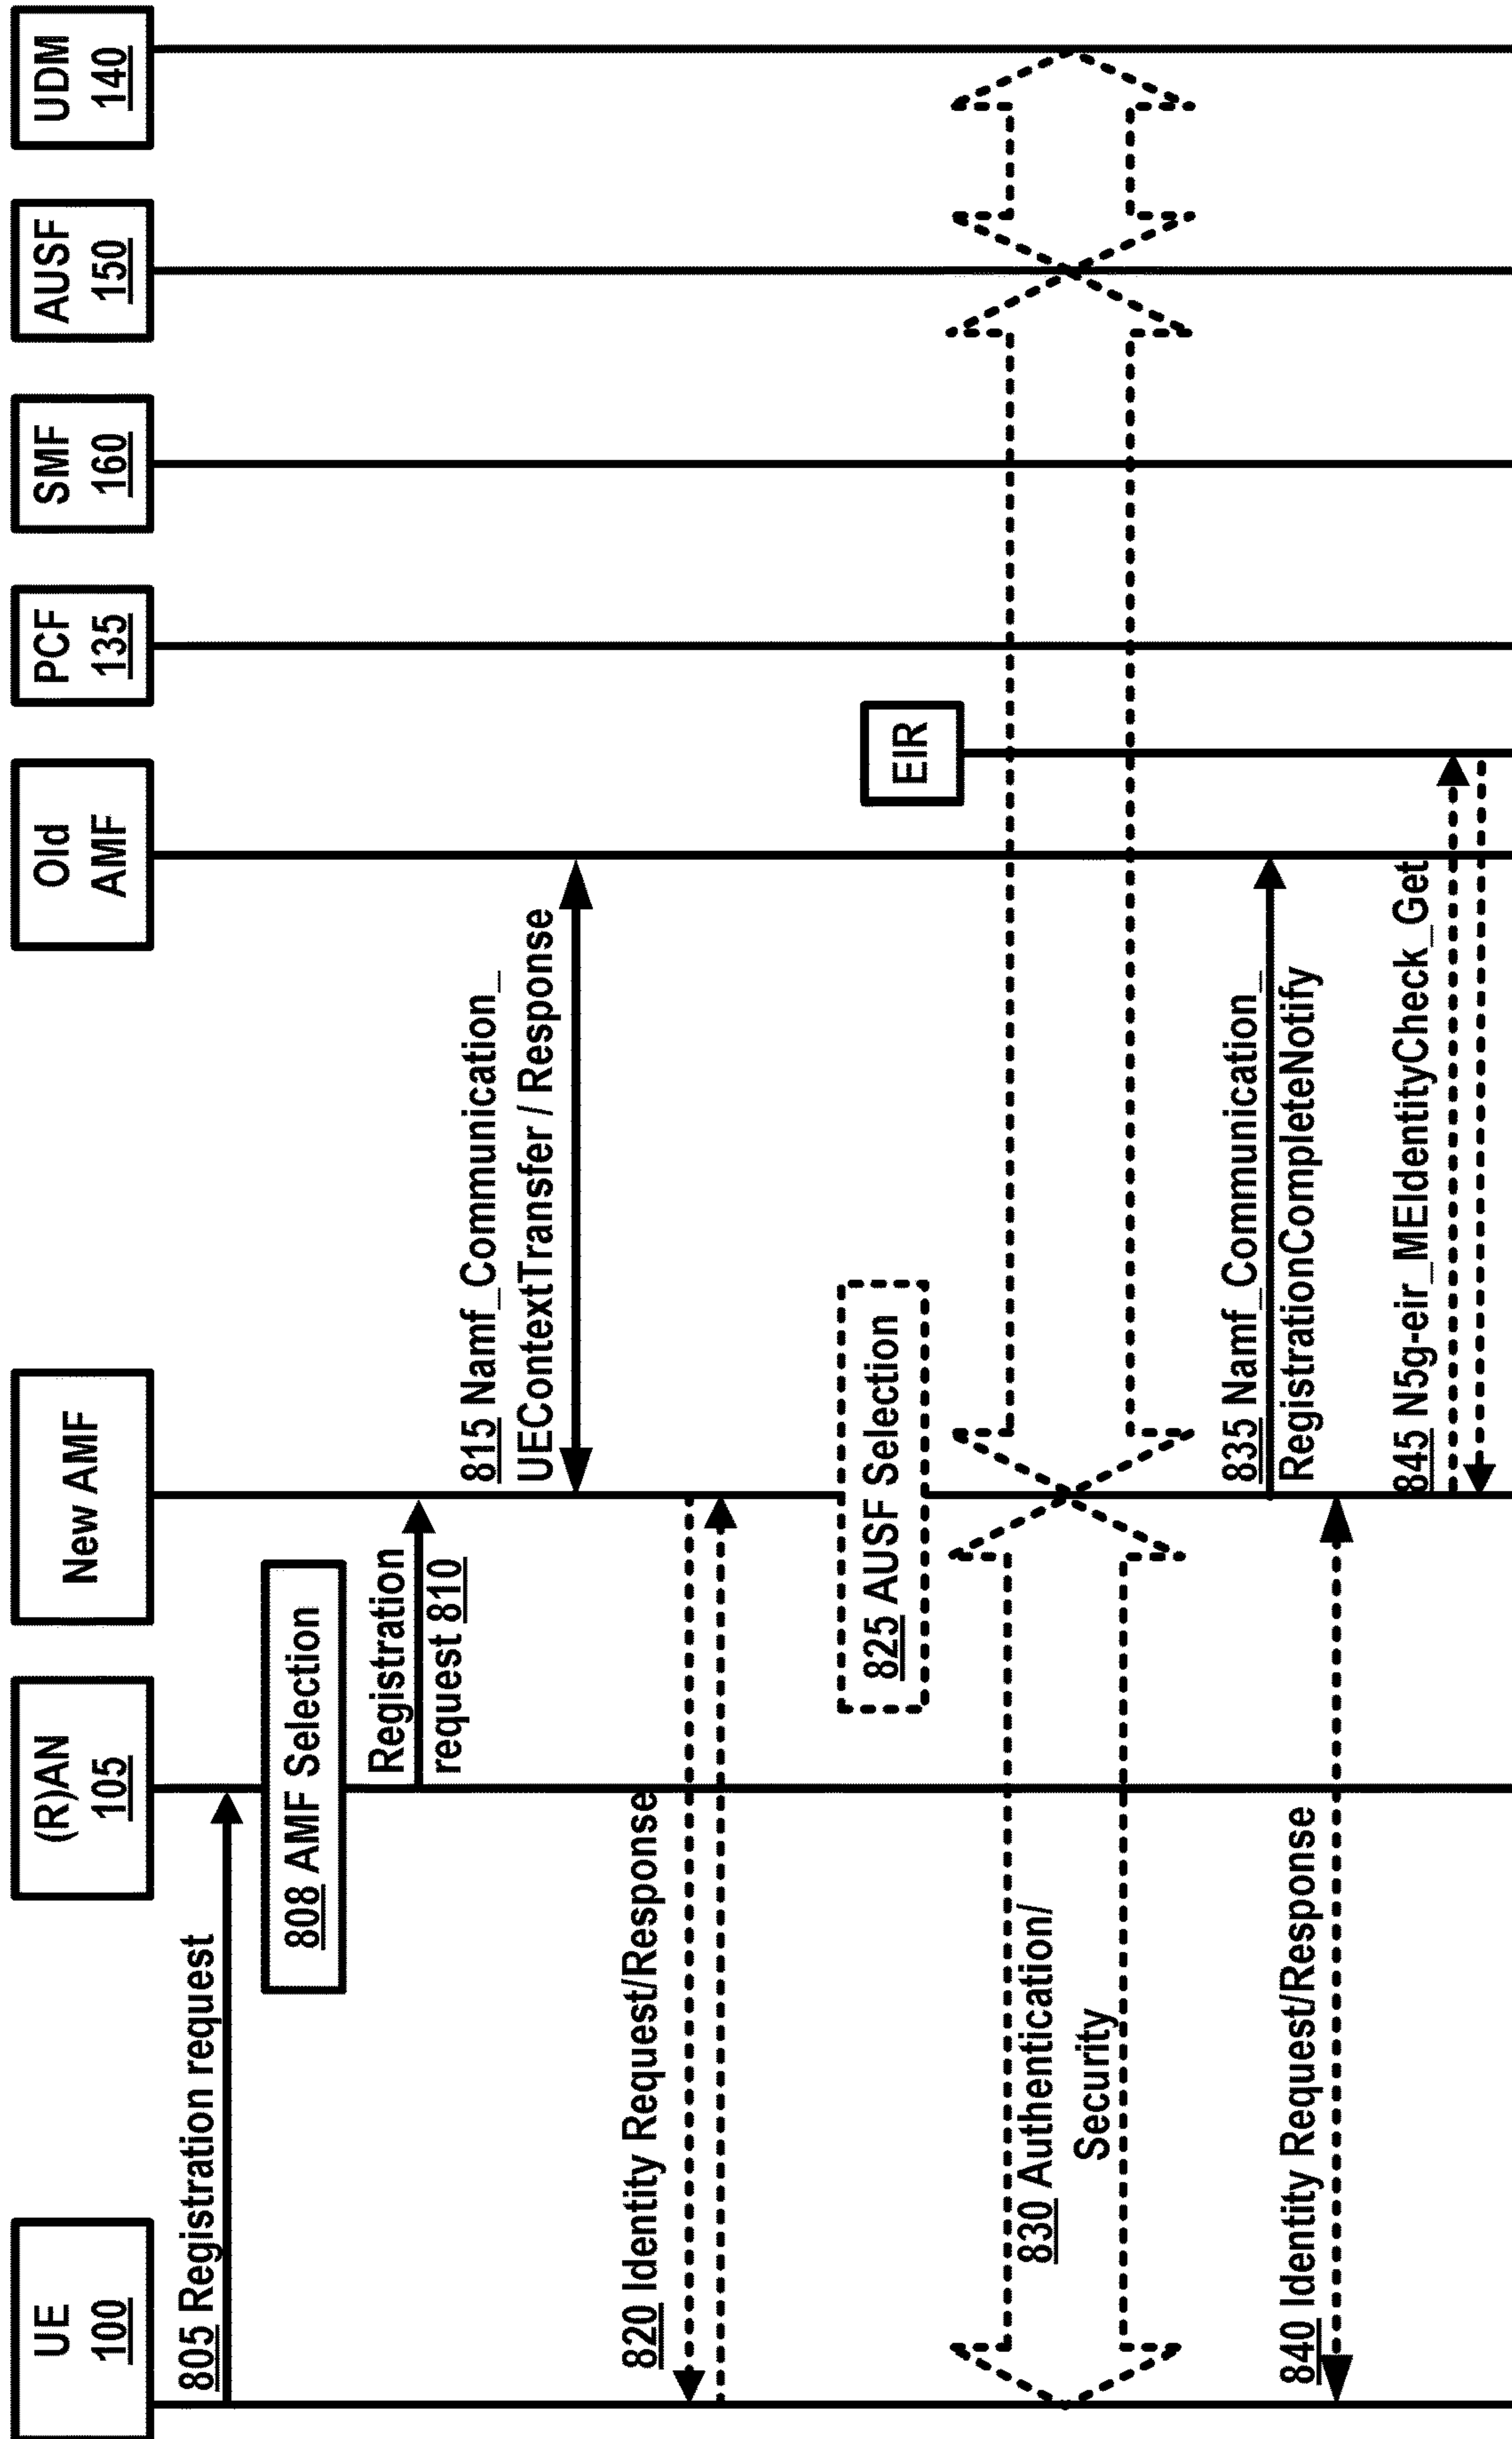 UE
100
(R)AN
105
New AMF
Old
AMF
PCF
135
SMF
160
AUSF
150
UDM
140
805 Registration request
808 AMF Selection
Registration
request 810
815 Namf_Communication_
UEContextTransfer / Response
820 Identity Request/Response
825 AUSF Selection
EIR
830 Authentication/
Security
835 Namf_Communication_
RegistrationCompleteNotify
840 Identity Request/Response
845 N5g-eir_MEIdentityCheck_Get